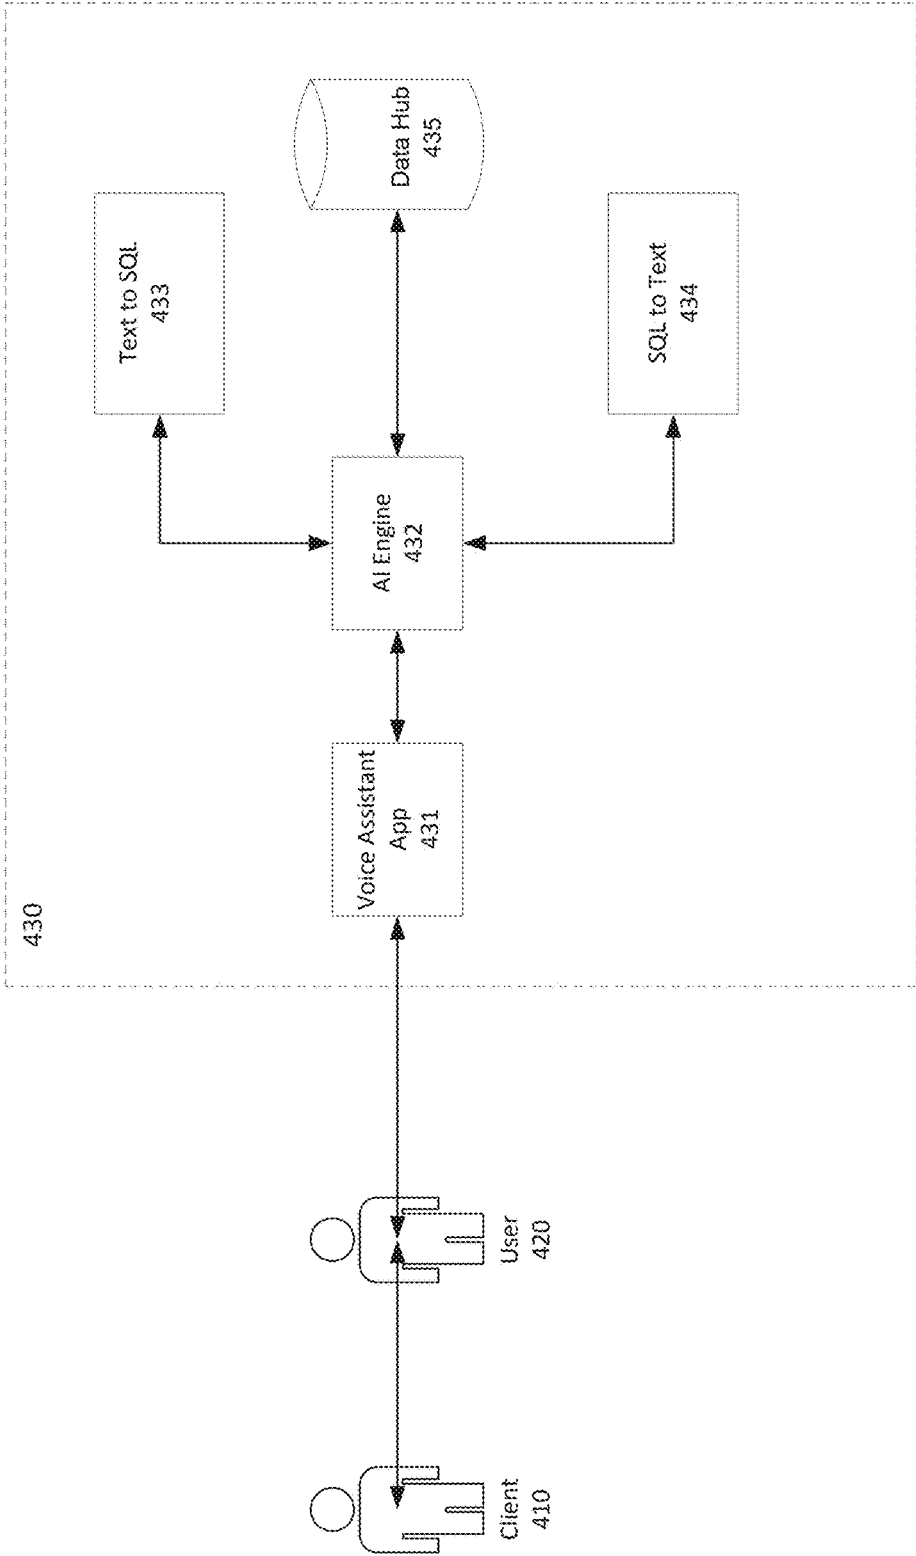 430
Text to SQL
433
Data Hub
435
AI Engine
432
Voice Assistant
App
431
SQL to Text
434
User
420
Client
410